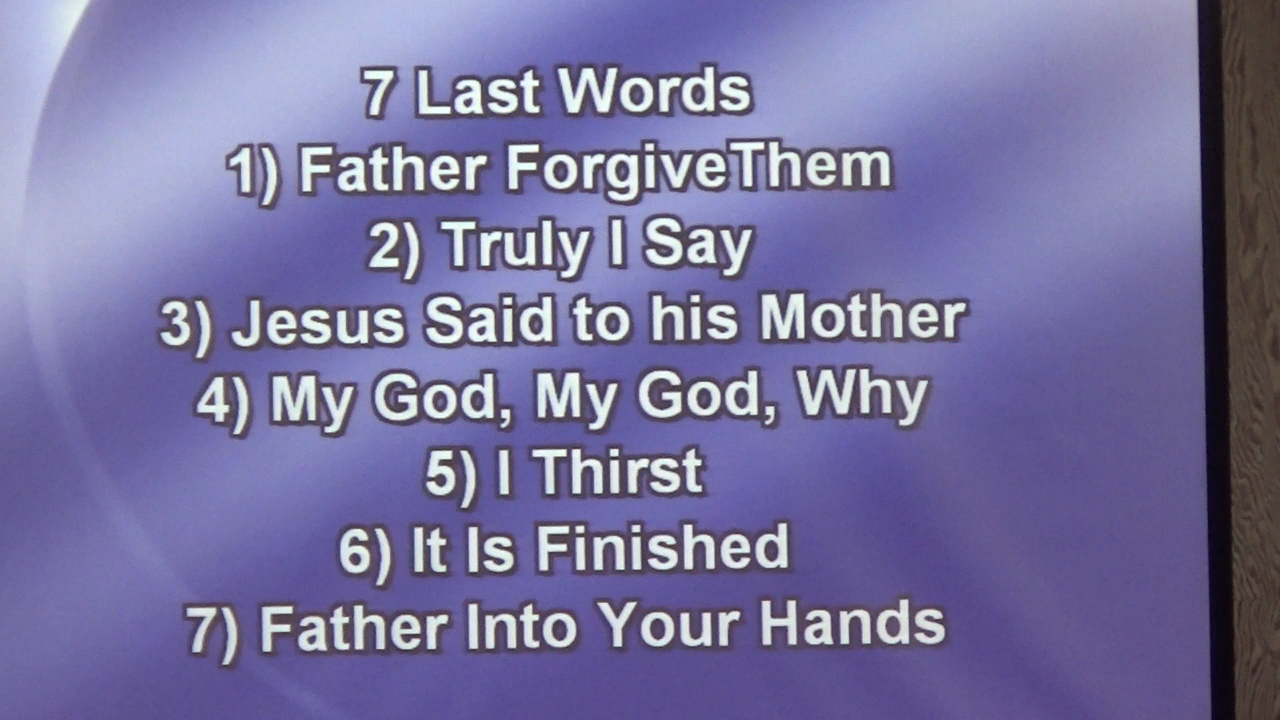 7 Last Words
1) Father ForgiveThem
2) Truly I Say
3) Jesus Said to his Mother
4) My God, My God, Why
5) I Thirst
6) It Is Finished
7) Father Into Your Hands